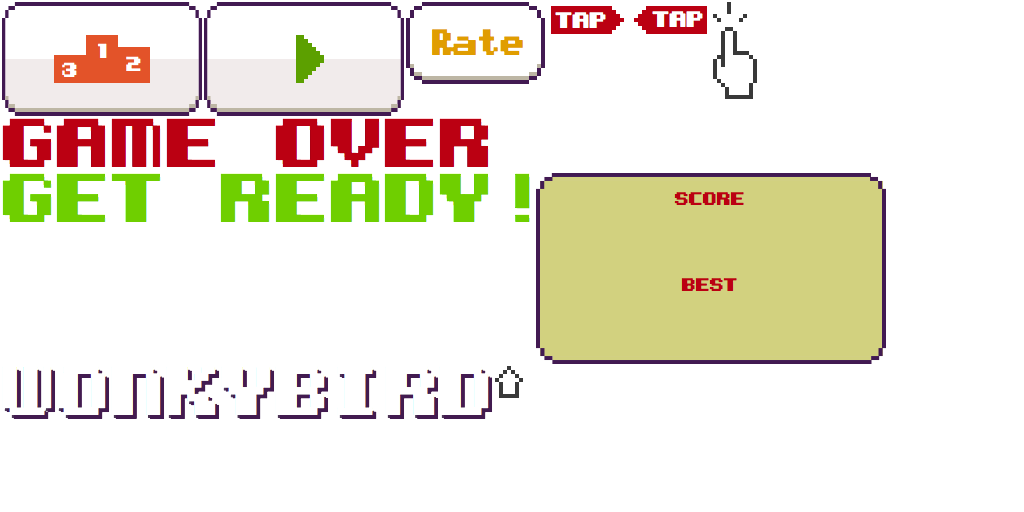 3 1 2
Rate
TAP TAP
GAME OVER
GET READY!
SCORE
BEST
WONKYBIRD